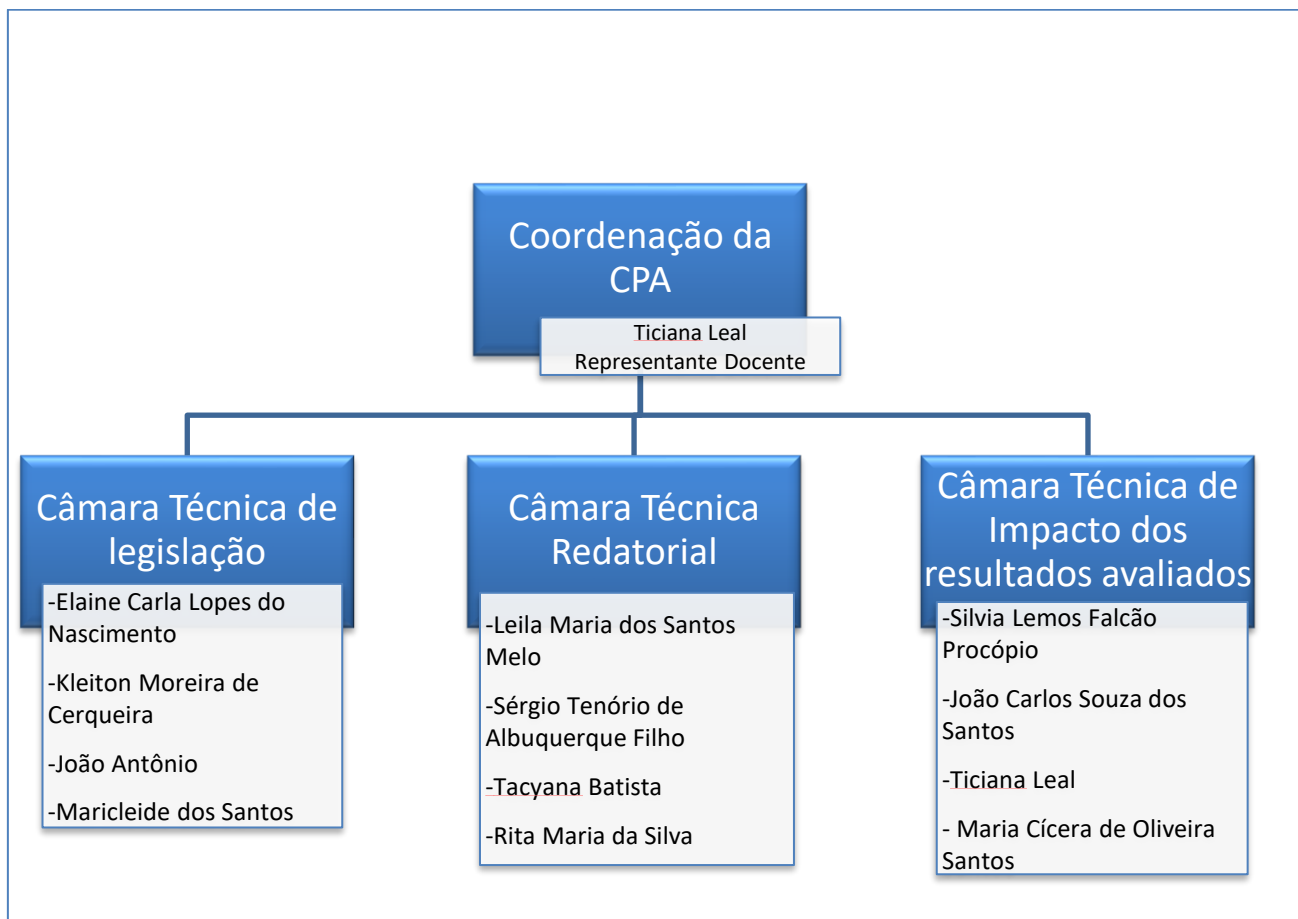 Coordenação da
CPA
Ticiana Leal
Representante Docente
Câmara Técnica de
legislação
-Elaine Carla Lopes do
Nascimento
-Kleiton Moreira de
Cerqueira
-João Antônio
-Maricleide dos Santos
Câmara Técnica
Redatorial
-Leila Maria dos Santos
Melo
-Sérgio Tenório de
Albuquerque Filho
-Tacyana Batista
-Rita Maria da Silva
Câmara Técnica de
Impacto dos
resultados avaliados
-Silvia Lemos Falcão
Procópio
-João Carlos Souza dos
Santos
-Ticiana Leal
- Maria Cícera de Oliveira
Santos